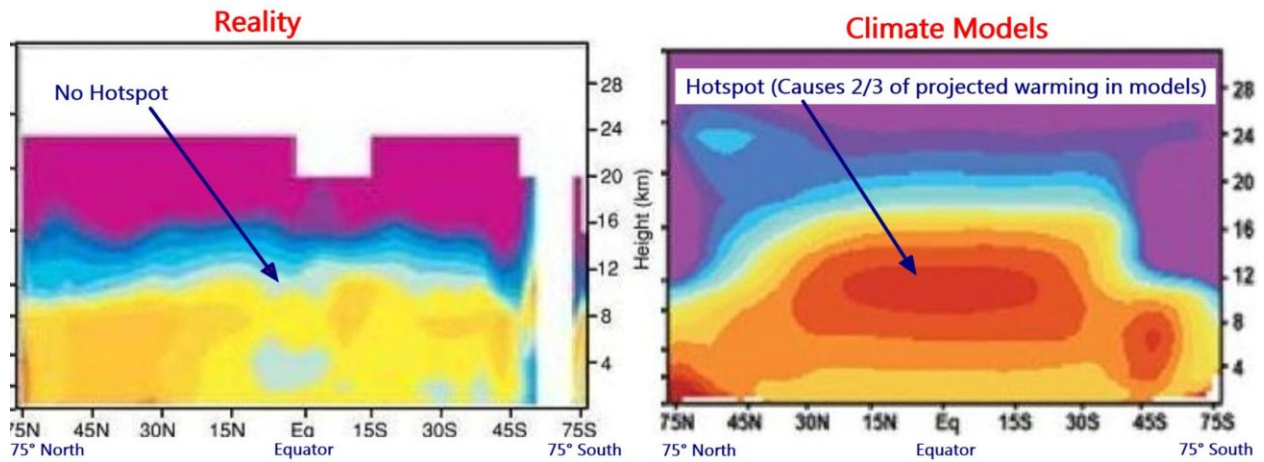 Reality
No Hotspot
28
24
20
16
12
8
4
75N 45N 30N 15N Eq 15S 30S 45S 75S
75° North Equator 75° South
Height (km)
Climate Models
Hotspot (Causes 2/3 of projected warming in models)
28
24
20
16
12
8
4
75N 45N 30N 15N Eq 15S 30S 45S 75S
75° North Equator 75° South